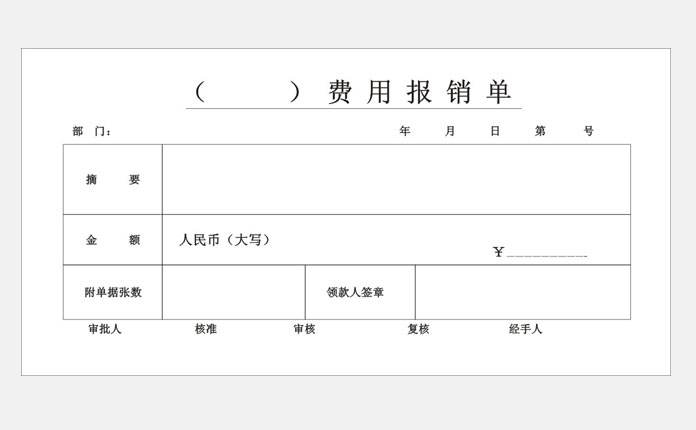 （ ）费用报销单
部 门： 年 月 日 第 号
摘 要
金 额 人民币（大写） ￥_________.
附单据张数 领款人签章
审批人 核准 审核 复核 经手人